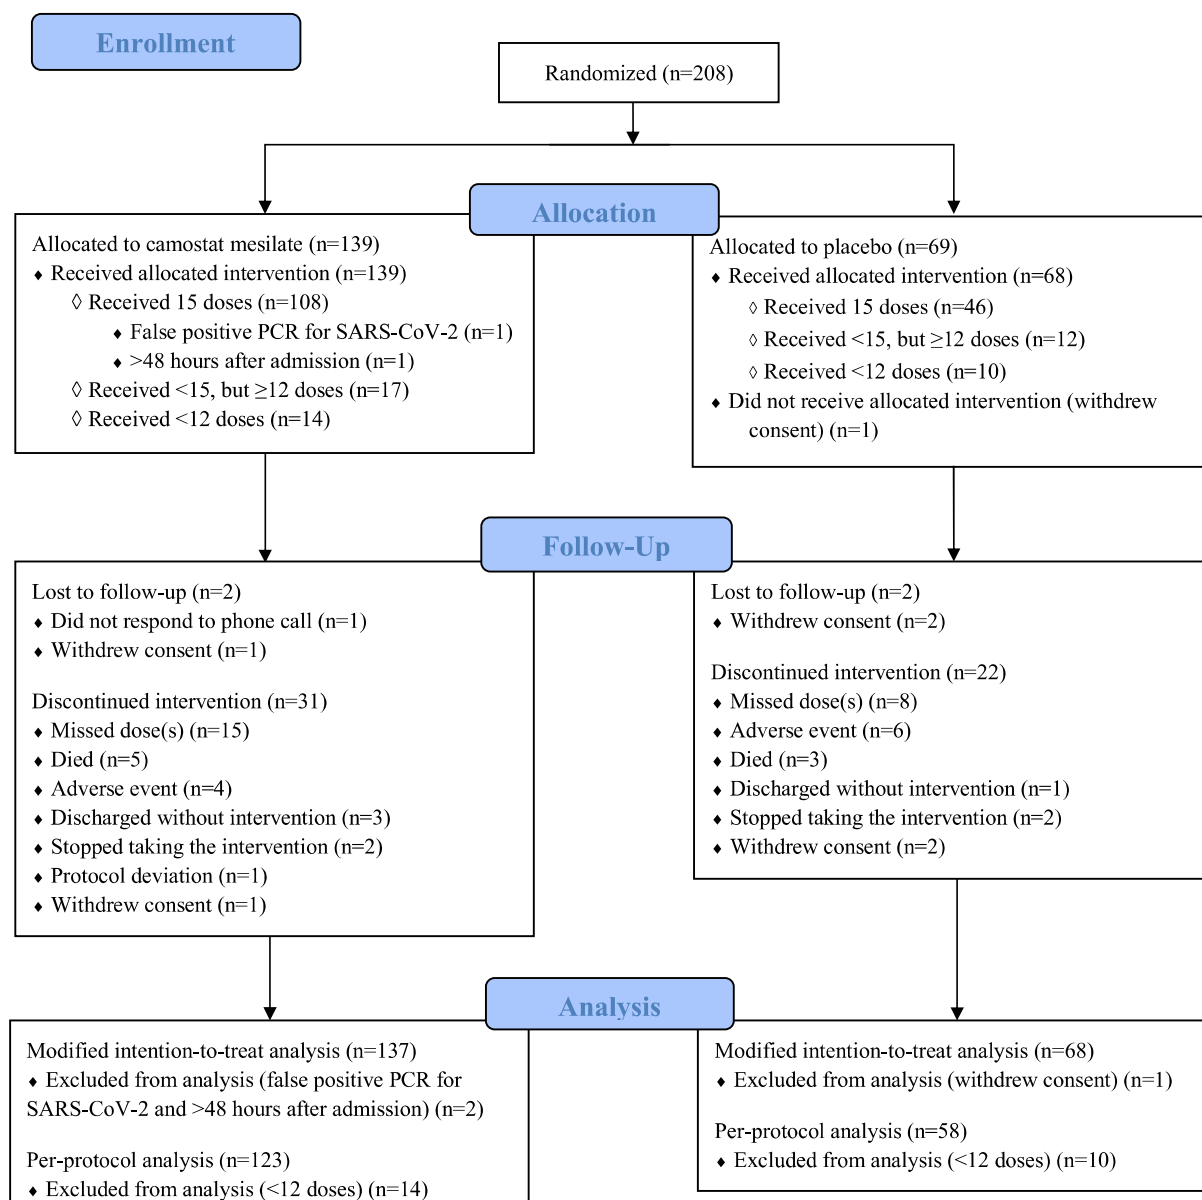 Enrollment
Randomized (n=208)
Allocation
Allocated to camostat mesilate (n=139)
♦ Received allocated intervention (n=139)
◊ Received 15 doses (n=108)
♦ False positive PCR for SARS-CoV-2 (n=1)
♦ >48 hours after admission (n=1)
◊ Received <15, but ≥12 doses (n=17)
◊ Received <12 doses (n=14)
Allocated to placebo (n=69)
♦ Received allocated intervention (n=68)
◊ Received 15 doses (n=46)
◊ Received <15, but ≥12 doses (n=12)
◊ Received <12 doses (n=10)
♦ Did not receive allocated intervention (withdrew
consent) (n=1)
Follow-Up
Lost to follow-up (n=2)
♦ Did not respond to phone call (n=1)
♦ Withdrew consent (n=1)
Discontinued intervention (n=31)
♦ Missed dose(s) (n=15)
♦ Died (n=5)
♦ Adverse event (n=4)
♦ Discharged without intervention (n=3)
♦ Stopped taking the intervention (n=2)
♦ Protocol deviation (n=1)
♦ Withdrew consent (n=1)
Lost to follow-up (n=2)
♦ Withdrew consent (n=2)
Discontinued intervention (n=22)
♦ Missed dose(s) (n=8)
♦ Adverse event (n=6)
♦ Died (n=3)
♦ Discharged without intervention (n=1)
♦ Stopped taking the intervention (n=2)
♦ Withdrew consent (n=2)
Analysis
Modified intention-to-treat analysis (n=137)
♦ Excluded from analysis (false positive PCR for
SARS-CoV-2 and >48 hours after admission) (n=2)
Per-protocol analysis (n=123)
♦ Excluded from analysis (<12 doses) (n=14)
Modified intention-to-treat analysis (n=68)
♦ Excluded from analysis (withdrew consent) (n=1)
Per-protocol analysis (n=58)
♦ Excluded from analysis (<12 doses) (n=10)